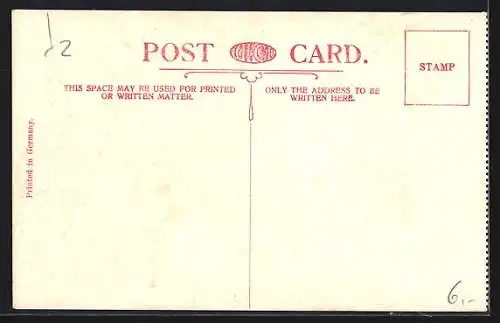 12
POST CARD.
STAMP
THIS SPACE MAY BE USED FOR PRINTED
OR WRITTEN MATTER.
ONLY THE ADDRESS TO BE
WRITTEN HERE.
Printed in Germany.
6,-